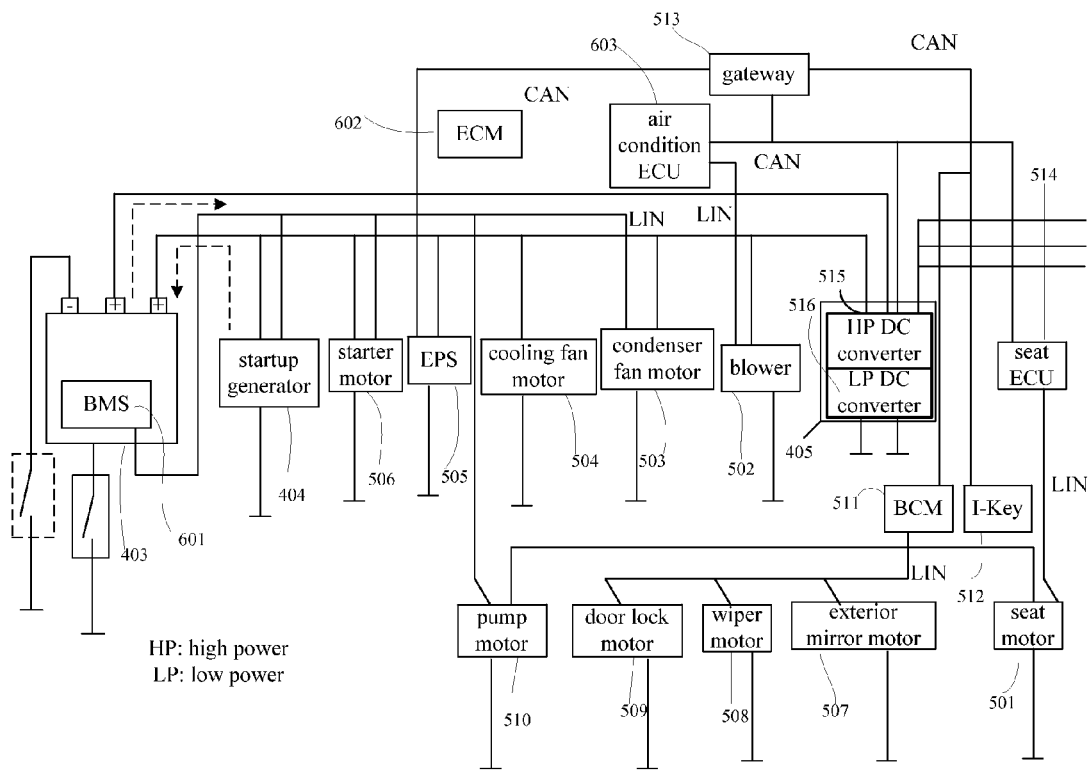 513
CAN
603
gateway
602
ECM
CAN
air
condition
ECU
CAN
514
LIN
LIN
515
516
-
+
+
startup
generator
starter
motor
EPS
cooling fan
motor
condenser
fan motor
blower
HP DC
converter
LP DC
converter
seat
ECU
BMS
404
506
505
504
503
502
405
511
BCM
I-Key
LIN
601
403
LIN
512
pump
motor
door lock
motor
wiper
motor
exterior
mirror motor
seat
motor
HP: high power
LP: low power
510
509
508
507
501